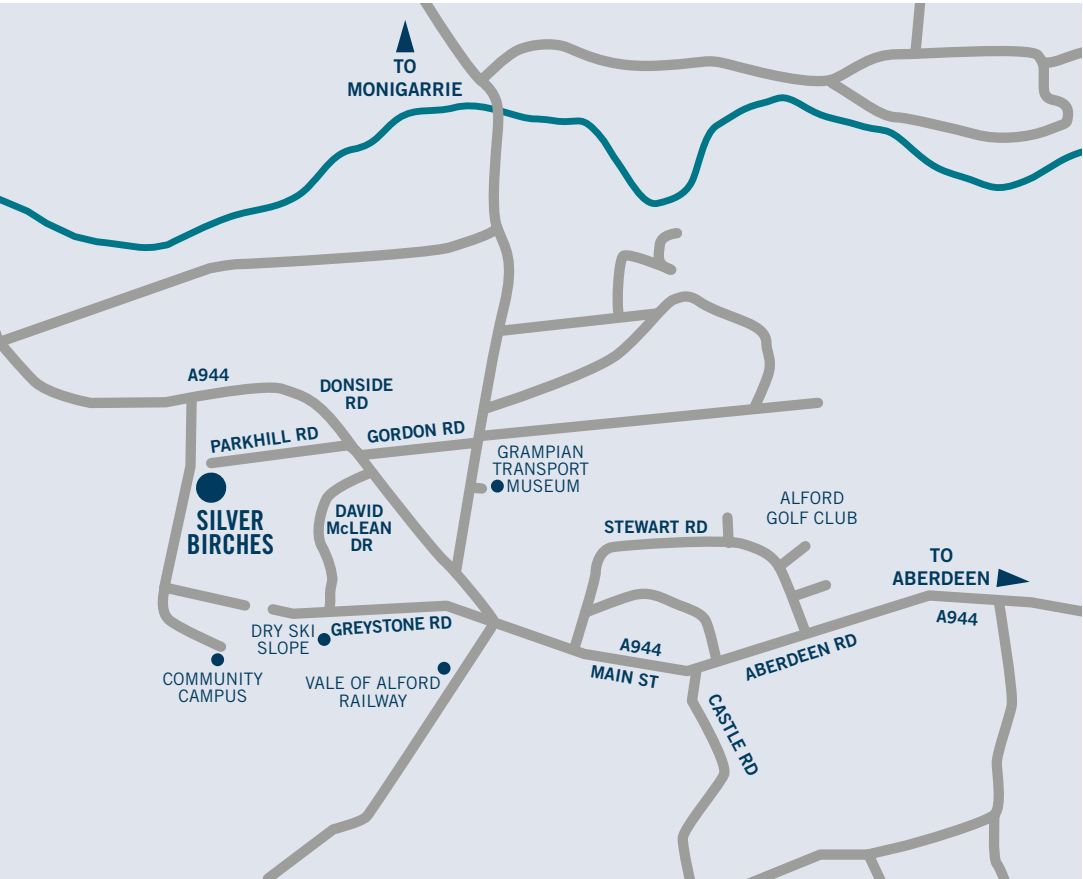 TO
MONIGARRIE
A944
DONSIDE
RD
PARKHILL RD
GORDON RD
GRAMPIAN
TRANSPORT
MUSEUM
SILVER
BIRCHES
DAVID
McLEAN
DR
STEWART RD
ALFORD
GOLF CLUB
TO
ABERDEEN
A944
DRY SKI
SLOPE
GREYSTONE RD
COMMUNITY
CAMPUS
VALE OF ALFORD
RAILWAY
A944
MAIN ST
ABERDEEN RD
CASTLE RD